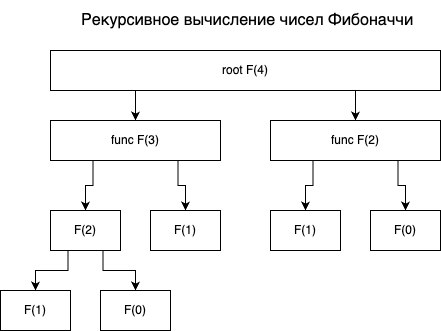 Рекурсивное вычисление чисел Фибоначчи
root F(4)
func F(3)
func F(2)
F(2)
F(1)
F(1)
F(0)
F(1)
F(0)